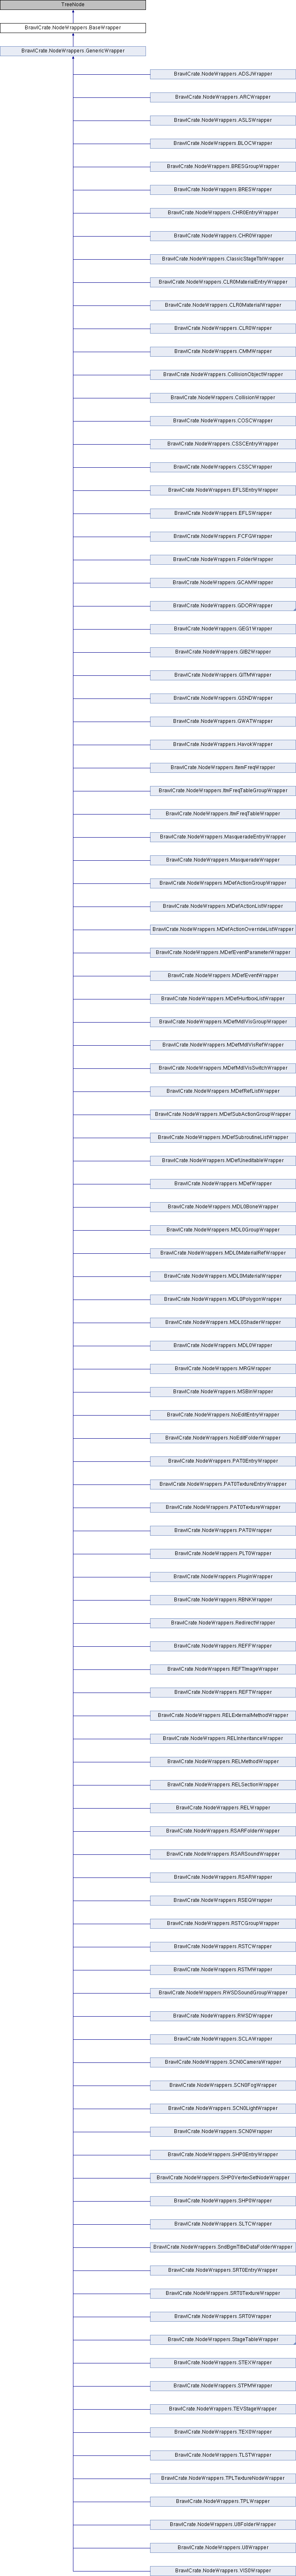 TreeNode
BrawlCrate.NodeWrappers.BaseWrapper
BrawlCrate.NodeWrappers.GenericWrapper
BrawlCrate.NodeWrappers.ADSJWrapper
BrawlCrate.NodeWrappers.ARCWrapper
BrawlCrate.NodeWrappers.ASLSWrapper
BrawlCrate.NodeWrappers.BLOCWrapper
BrawlCrate.NodeWrappers.BRESGroupWrapper
BrawlCrate.NodeWrappers.BRESWrapper
BrawlCrate.NodeWrappers.CHR0EntryWrapper
BrawlCrate.NodeWrappers.CHR0Wrapper
BrawlCrate.NodeWrappers.ClassicStageTblWrapper
BrawlCrate.NodeWrappers.CLR0MaterialEntryWrapper
BrawlCrate.NodeWrappers.CLR0MaterialWrapper
BrawlCrate.NodeWrappers.CLR0Wrapper
BrawlCrate.NodeWrappers.CMMWrapper
BrawlCrate.NodeWrappers.CollisionObjectWrapper
BrawlCrate.NodeWrappers.CollisionWrapper
BrawlCrate.NodeWrappers.COSCWrapper
BrawlCrate.NodeWrappers.CSSCEntryWrapper
BrawlCrate.NodeWrappers.CSSCWrapper
BrawlCrate.NodeWrappers.EFLSEntryWrapper
BrawlCrate.NodeWrappers.EFLSWrapper
BrawlCrate.NodeWrappers.FCFGWrapper
BrawlCrate.NodeWrappers.FolderWrapper
BrawlCrate.NodeWrappers.GCAMWrapper
BrawlCrate.NodeWrappers.GDORWrapper
BrawlCrate.NodeWrappers.GEG1Wrapper
BrawlCrate.NodeWrappers.GIB2Wrapper
BrawlCrate.NodeWrappers.GITMWrapper
BrawlCrate.NodeWrappers.GSNDWrapper
BrawlCrate.NodeWrappers.GWATWrapper
BrawlCrate.NodeWrappers.HavokWrapper
BrawlCrate.NodeWrappers.ItemFreqWrapper
BrawlCrate.NodeWrappers.ItmFreqTableGroupWrapper
BrawlCrate.NodeWrappers.ItmFreqTableWrapper
BrawlCrate.NodeWrappers.MasqueradeEntryWrapper
BrawlCrate.NodeWrappers.MasqueradeWrapper
BrawlCrate.NodeWrappers.MDefActionGroupWrapper
BrawlCrate.NodeWrappers.MDefActionListWrapper
BrawlCrate.NodeWrappers.MDefActionOverrideListWrapper
BrawlCrate.NodeWrappers.MDefEventParameterWrapper
BrawlCrate.NodeWrappers.MDefEventWrapper
BrawlCrate.NodeWrappers.MDefHurtboxListWrapper
BrawlCrate.NodeWrappers.MDefMdlVisGroupWrapper
BrawlCrate.NodeWrappers.MDefMdlVisRefWrapper
BrawlCrate.NodeWrappers.MDefMdlVisSwitchWrapper
BrawlCrate.NodeWrappers.MDefRefListWrapper
BrawlCrate.NodeWrappers.MDefSubActionGroupWrapper
BrawlCrate.NodeWrappers.MDefSubroutineListWrapper
BrawlCrate.NodeWrappers.MDefUneditableWrapper
BrawlCrate.NodeWrappers.MDefWrapper
BrawlCrate.NodeWrappers.MDL0BoneWrapper
BrawlCrate.NodeWrappers.MDL0GroupWrapper
BrawlCrate.NodeWrappers.MDL0MaterialRefWrapper
BrawlCrate.NodeWrappers.MDL0MaterialWrapper
BrawlCrate.NodeWrappers.MDL0PolygonWrapper
BrawlCrate.NodeWrappers.MDL0ShaderWrapper
BrawlCrate.NodeWrappers.MDL0Wrapper
BrawlCrate.NodeWrappers.MRGWrapper
BrawlCrate.NodeWrappers.MSBinWrapper
BrawlCrate.NodeWrappers.NoEditEntryWrapper
BrawlCrate.NodeWrappers.NoEditFolderWrapper
BrawlCrate.NodeWrappers.PAT0EntryWrapper
BrawlCrate.NodeWrappers.PAT0TextureEntryWrapper
BrawlCrate.NodeWrappers.PAT0TextureWrapper
BrawlCrate.NodeWrappers.PAT0Wrapper
BrawlCrate.NodeWrappers.PLT0Wrapper
BrawlCrate.NodeWrappers.PluginWrapper
BrawlCrate.NodeWrappers.RBNKWrapper
BrawlCrate.NodeWrappers.RedirectWrapper
BrawlCrate.NodeWrappers.REFFWrapper
BrawlCrate.NodeWrappers.REFTImageWrapper
BrawlCrate.NodeWrappers.REFTWrapper
BrawlCrate.NodeWrappers.RELExternalMethodWrapper
BrawlCrate.NodeWrappers.RELInheritanceWrapper
BrawlCrate.NodeWrappers.RELMethodWrapper
BrawlCrate.NodeWrappers.RELSectionWrapper
BrawlCrate.NodeWrappers.RELWrapper
BrawlCrate.NodeWrappers.RSARFolderWrapper
BrawlCrate.NodeWrappers.RSARSoundWrapper
BrawlCrate.NodeWrappers.RSARWrapper
BrawlCrate.NodeWrappers.RSEQWrapper
BrawlCrate.NodeWrappers.RSTCGroupWrapper
BrawlCrate.NodeWrappers.RSTCWrapper
BrawlCrate.NodeWrappers.RSTMWrapper
BrawlCrate.NodeWrappers.RWSDSoundGroupWrapper
BrawlCrate.NodeWrappers.RWSDWrapper
BrawlCrate.NodeWrappers.SCLAWrapper
BrawlCrate.NodeWrappers.SCN0CameraWrapper
BrawlCrate.NodeWrappers.SCN0FogWrapper
BrawlCrate.NodeWrappers.SCN0LightWrapper
BrawlCrate.NodeWrappers.SCN0Wrapper
BrawlCrate.NodeWrappers.SHP0EntryWrapper
BrawlCrate.NodeWrappers.SHP0VertexSetNodeWrapper
BrawlCrate.NodeWrappers.SHP0Wrapper
BrawlCrate.NodeWrappers.SLTCWrapper
BrawlCrate.NodeWrappers.SndBgmTitleDataFolderWrapper
BrawlCrate.NodeWrappers.SRT0EntryWrapper
BrawlCrate.NodeWrappers.SRT0TextureWrapper
BrawlCrate.NodeWrappers.SRT0Wrapper
BrawlCrate.NodeWrappers.StageTableWrapper
BrawlCrate.NodeWrappers.STEXWrapper
BrawlCrate.NodeWrappers.STPMWrapper
BrawlCrate.NodeWrappers.TEVStageWrapper
BrawlCrate.NodeWrappers.TEX0Wrapper
BrawlCrate.NodeWrappers.TLSTWrapper
BrawlCrate.NodeWrappers.TPLTextureNodeWrapper
BrawlCrate.NodeWrappers.TPLWrapper
BrawlCrate.NodeWrappers.U8FolderWrapper
BrawlCrate.NodeWrappers.U8Wrapper
BrawlCrate.NodeWrappers.VIS0Wrapper